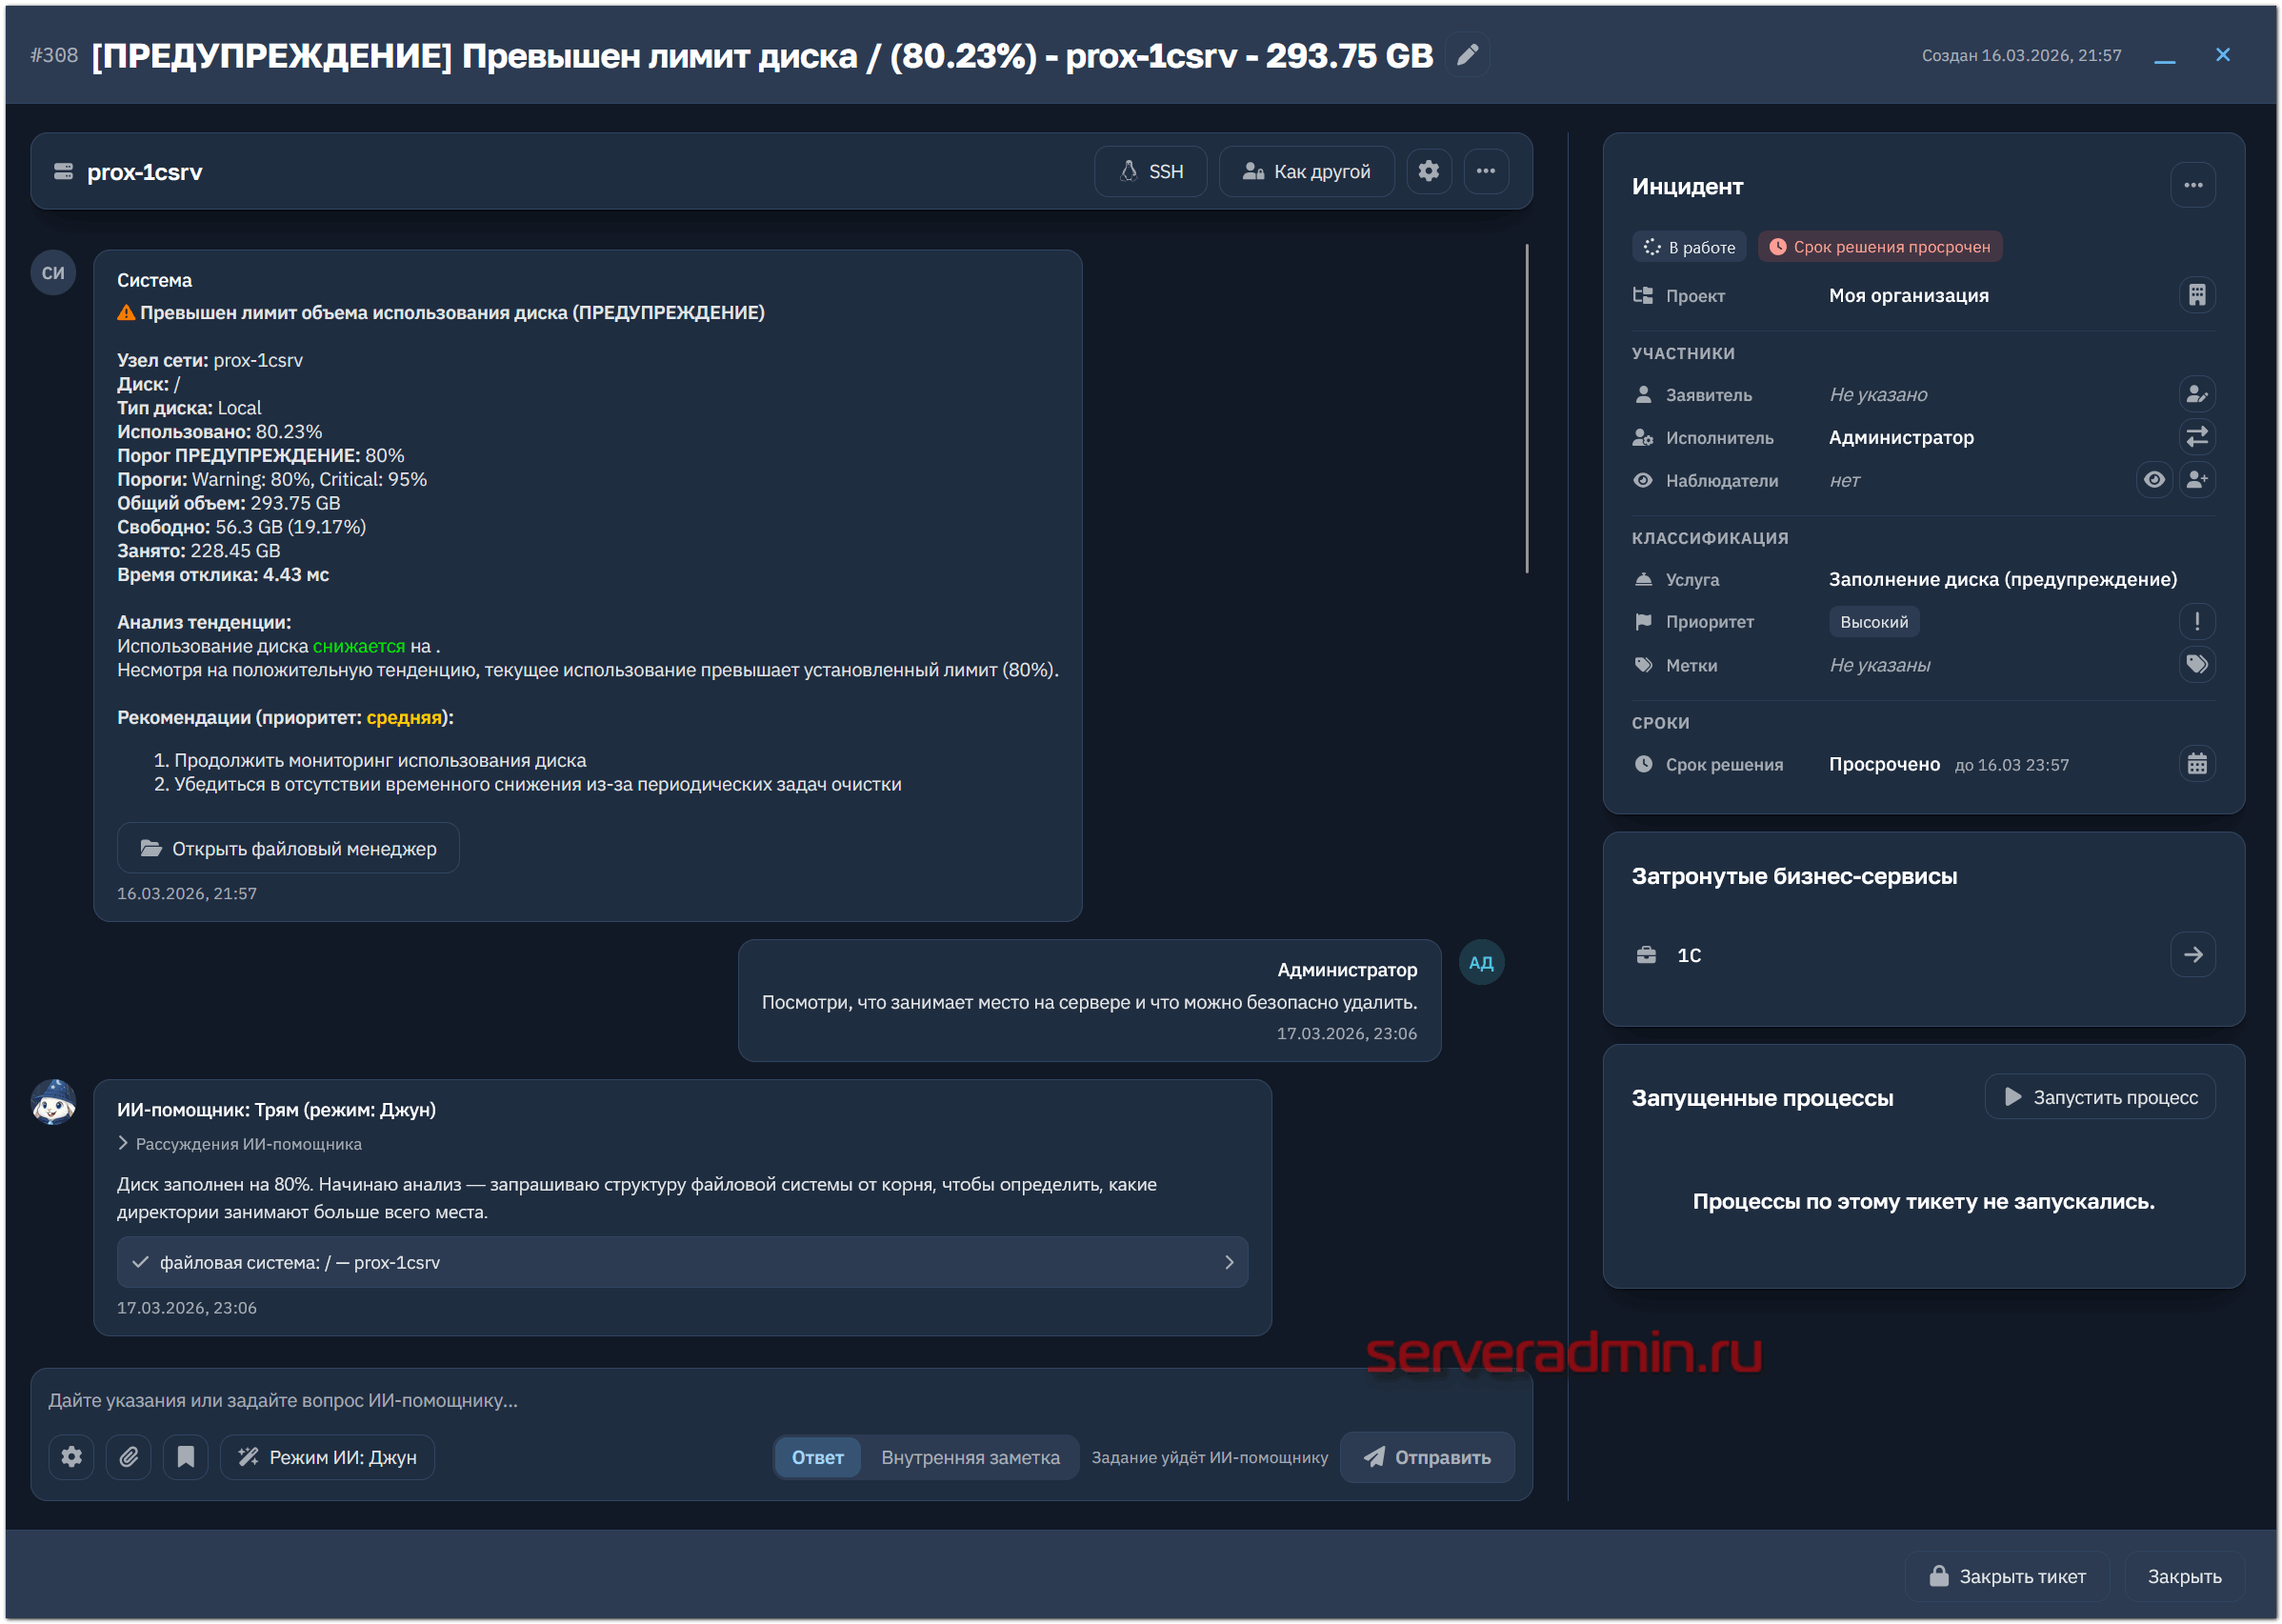 #308 [ПРЕДУПРЕЖДЕНИЕ] Превышен лимит диска / (80.23%) - prox-1csrv - 293.75 GB
Создан 16.03.2026, 21:57
prox-1csrv
SSH
Как другой
СИ
Система
Превышен лимит объема использования диска (ПРЕДУПРЕЖДЕНИЕ)
Узел сети: prox-1csrv
Диск: /
Тип диска: Local
Использовано: 80.23%
Порог ПРЕДУПРЕЖДЕНИЕ: 80%
Пороги: Warning: 80%, Critical: 95%
Общий объем: 293.75 GB
Свободно: 56.3 GB (19.17%)
Занято: 228.45 GB
Время отклика: 4.43 мс
Анализ тенденции:
Использование диска снижается на .
Несмотря на положительную тенденцию, текущее использование превышает установленный лимит (80%).
Рекомендации (приоритет: средняя):
1. Продолжить мониторинг использования диска
2. Убедиться в отсутствии временного снижения из-за периодических задач очистки
Открыть файловый менеджер
16.03.2026, 21:57
Администратор
АД
Посмотри, что занимает место на сервере и что можно безопасно удалить.
17.03.2026, 23:06
ИИ-помощник: Трям (режим: Джун)
Рассуждения ИИ-помощника
Диск заполнен на 80%. Начинаю анализ — запрашиваю структуру файловой системы от корня, чтобы определить, какие
директории занимают больше всего места.
файловая система: / — prox-1csrv
17.03.2026, 23:06
Дайте указания или задайте вопрос ИИ-помощнику...
Режим ИИ: Джун
Ответ
Внутренняя заметка
Задание уйдёт ИИ-помощнику
Отправить
Инцидент
В работе
Срок решения просрочен
Проект
Моя организация
УЧАСТНИКИ
Заявитель
Не указано
Исполнитель
Администратор
Наблюдатели
нет
КЛАССИФИКАЦИЯ
Услуга
Заполнение диска (предупреждение)
Приоритет
Высокий
Метки
Не указаны
СРОКИ
Срок решения
Просрочено до 16.03 23:57
Затронутые бизнес-сервисы
1С
Запущенные процессы
Запустить процесс
Процессы по этому тикету не запускались.
serveradmin.ru
Закрыть тикет
Закрыть